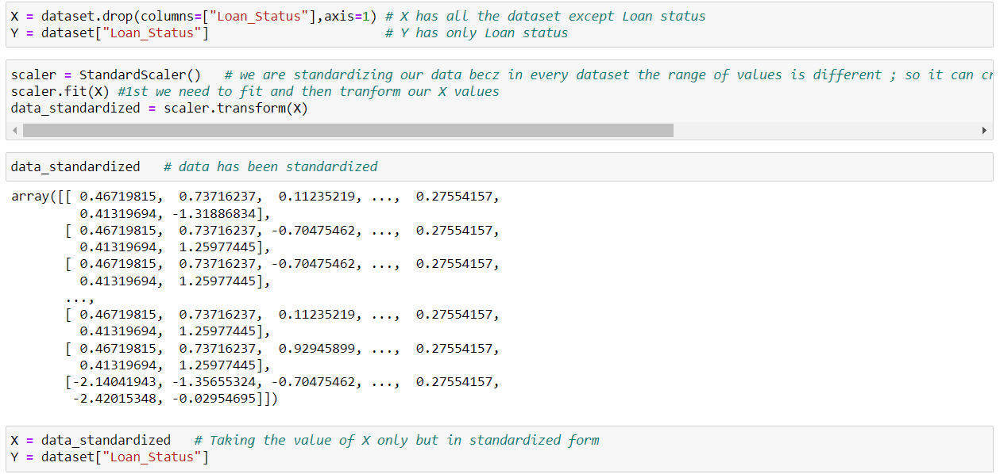 X = dataset.drop(columns=["Loan_Status"],axis=1) # X has all the dataset except Loan status
Y = dataset["Loan_Status"]                       # Y has only Loan status
scaler = StandardScaler()   # we are standardizing our data becz in every dataset the range of values is different ; so it can
scaler.fit(X) #1st we need to fit and then tranform our X values
data_standardized = scaler.transform(X)
data_standardized   # data has been standardized
array([[ 0.46719815,  0.73716237,  0.11235219, ...,  0.27554157,
         0.41319694, -1.31886834],
       [ 0.46719815,  0.73716237, -0.70475462, ...,  0.27554157,
         0.41319694,  1.25977445],
       [ 0.46719815,  0.73716237, -0.70475462, ...,  0.27554157,
         0.41319694,  1.25977445],
       ...,
       [ 0.46719815,  0.73716237,  0.11235219, ...,  0.27554157,
         0.41319694,  1.25977445],
       [ 0.46719815,  0.73716237,  0.92945899, ...,  0.27554157,
         0.41319694,  1.25977445],
       [-2.14041943, -1.35655324, -0.70475462, ...,  0.27554157,
        -2.42015348, -0.02954695]])
X = data_standardized   # Taking the value of X only but in standardized form
Y = dataset["Loan_Status"]